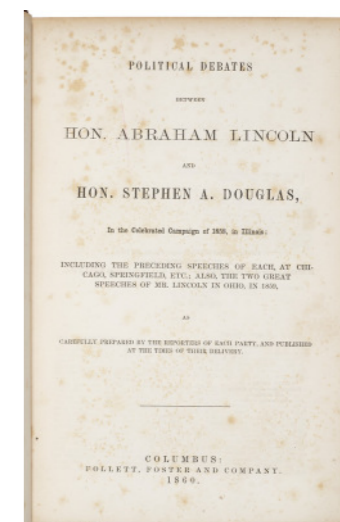 POLITICAL DEBATES
BETWEEN
HON. ABRAHAM LINCOLN
AND
HON. STEPHEN A. DOUGLAS,
In the Celebrated Campaign of 1858, in Illinois;
INCLUDING THE PRECEDING SPEECHES OF EACH, AT CHI-
CAGO, SPRINGFIELD, ETC.; ALSO, THE TWO GREAT
SPEECHES OF MR. LINCOLN IN OHIO, IN 1859,
AS
CAREFULLY PREPARED BY THE REPORTERS OF EACH PARTY, AND PUBLISHED
AT THE TIMES OF THEIR DELIVERY.
COLUMBUS:
FOLLETT, FOSTER AND COMPANY.
1860.